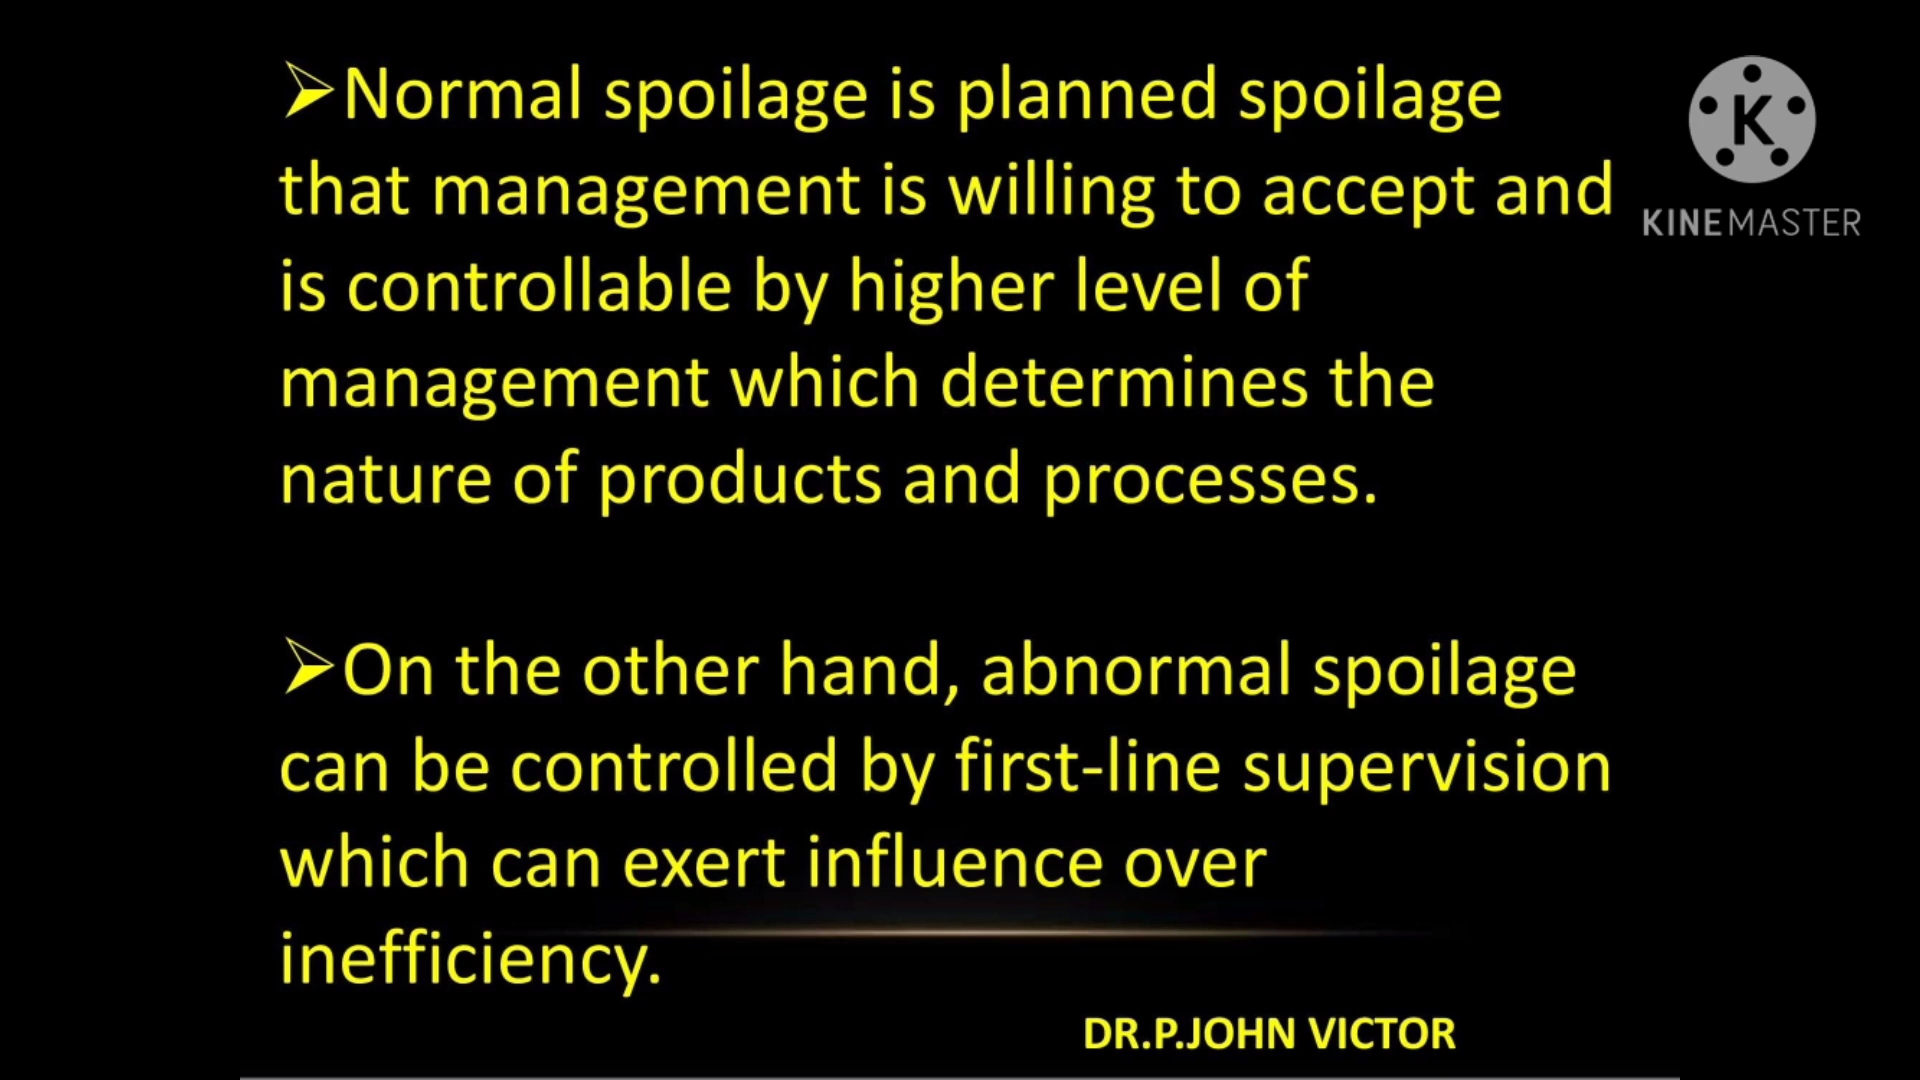 ➢Normal spoilage is planned spoilage
that management is willing to accept and
is controllable by higher level of
management which determines the
nature of products and processes.
➢On the other hand, abnormal spoilage
can be controlled by first-line supervision
which can exert influence over
inefficiency.
DR.P.JOHN VICTOR
K
KINEMASTER